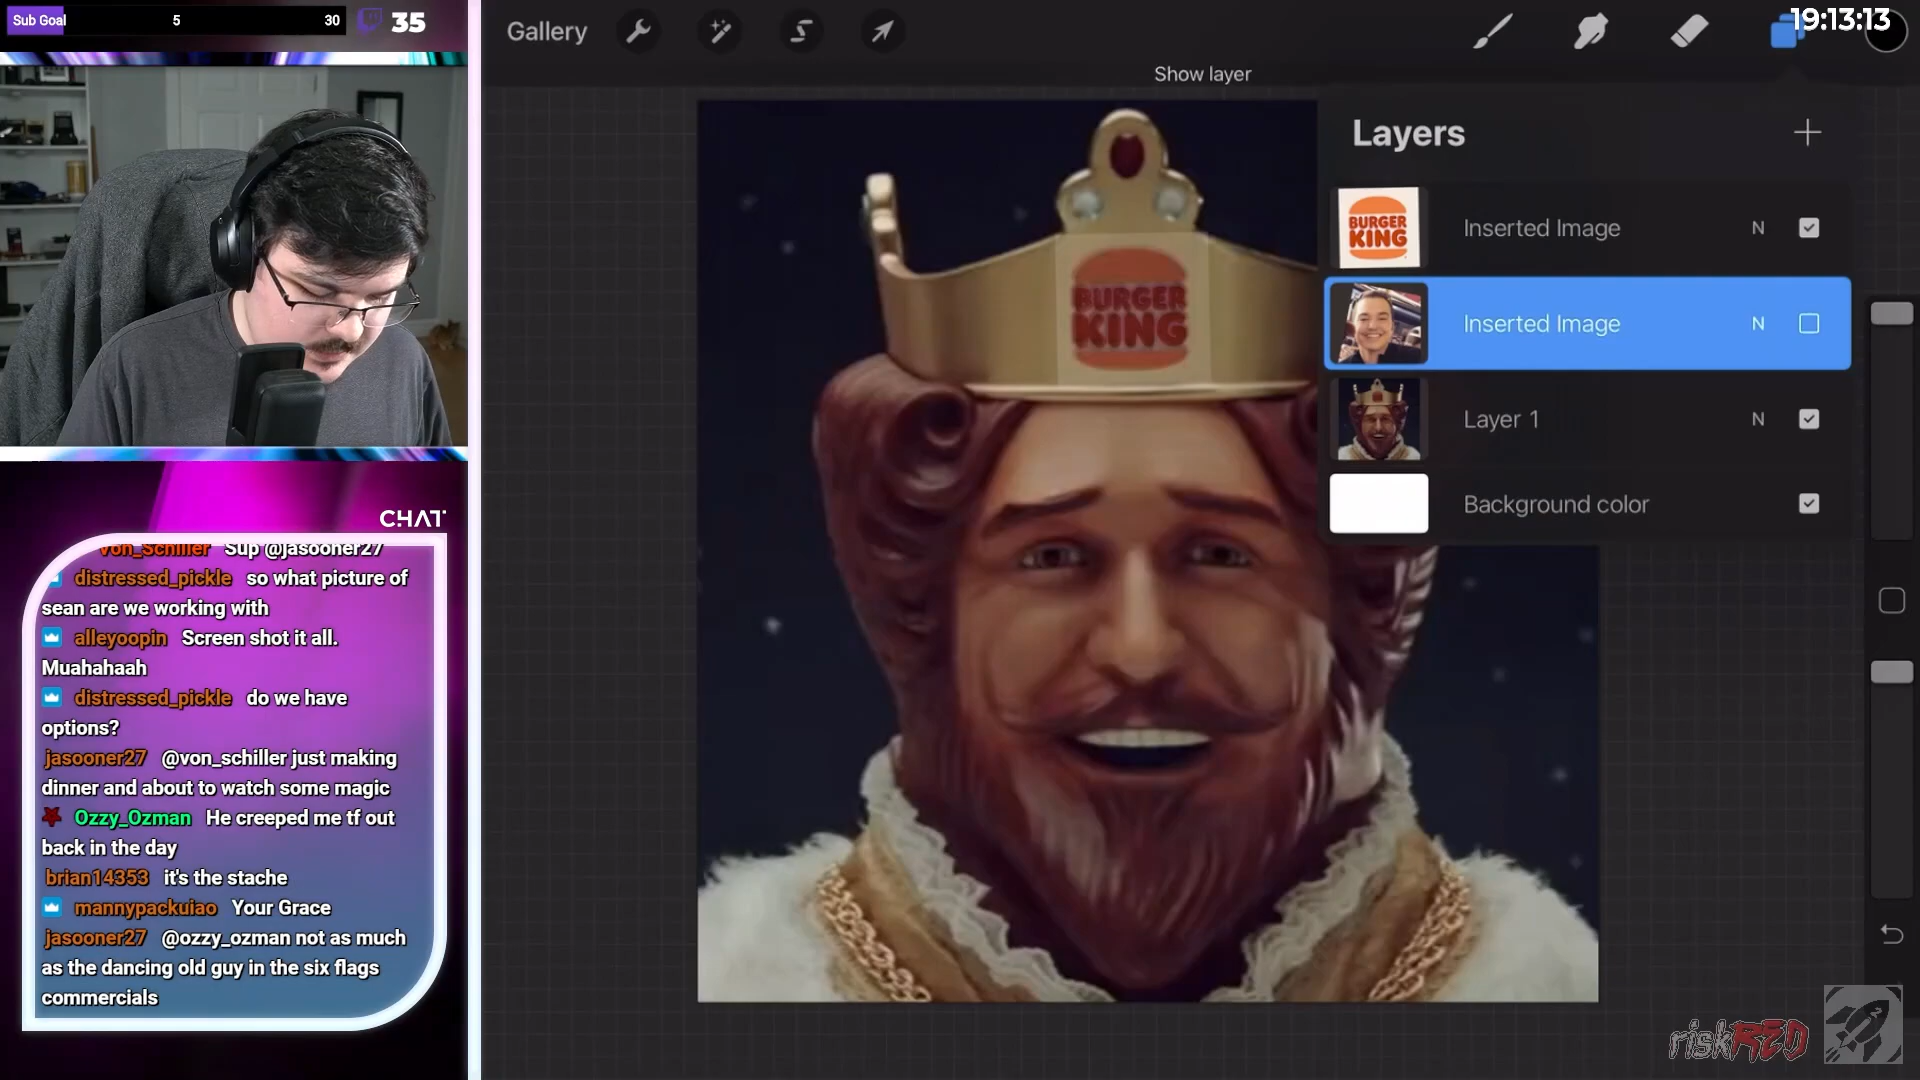 Sub Goal 5 30 35
Gallery
19:13:13
Show layer
Layers
BURGER
KING
Inserted Image N
BURGER
KING
Inserted Image N
Layer 1 N
Background color
CHAT
von_Schiller Sup @jasooner27
distressed_pickle so what picture of
sean are we working with
alleyoopin Screen shot it all.
Muahahaah
distressed_pickle do we have
options?
jasooner27 @von_schiller just making
dinner and about to watch some magic
Ozzy_Ozman He creeped me tf out
back in the day
brian14353 it's the stache
mannypackuiao Your Grace
jasooner27 @ozzy_ozman not as much
as the dancing old guy in the six flags
commercials
riskRED